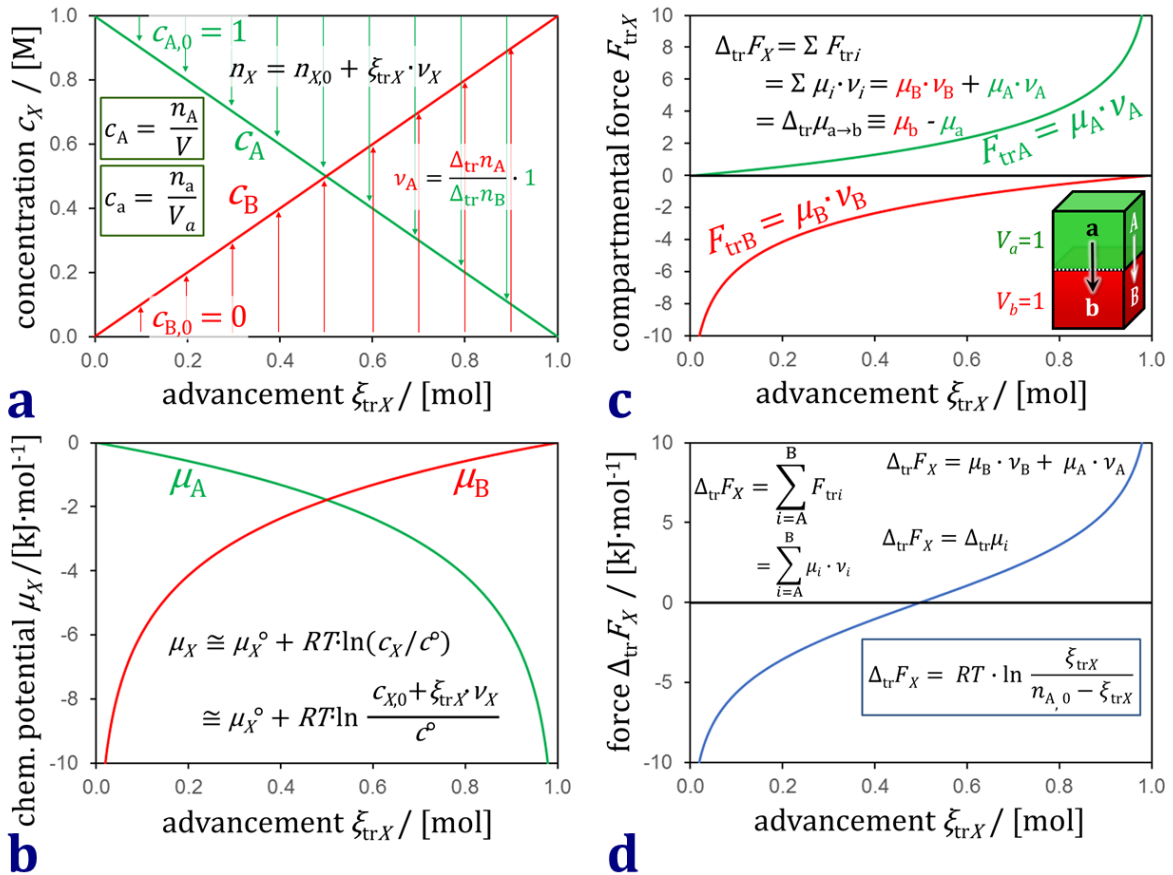 concentration c_X / [M]
1.0
0.8
0.6
0.4
0.2
0.0
c_A,0 = 1
n_X = n_X0 + ξ_trX · ν_X
c_A = n_A / V
c_a = n_a / V_a
c_A
c_B
ν_A = Δ_tr n_A / Δ_tr n_B · 1
c_B,0 = 0
0.0 0.2 0.4 0.6 0.8 1.0
advancement ξ_trX / [mol]
a
chem. potential μ_X /[kJ·mol⁻¹]
0
-2
-4
-6
-8
-10
μ_A
μ_B
μ_X ≅ μ_X° + RT·ln(c_X/c°)
≅ μ_X° + RT·ln (c_X,0 + ξ_trX · ν_X) / c°
0.0 0.2 0.4 0.6 0.8 1.0
advancement ξ_trX / [mol]
b
compartmental force F_trX
10
8
6
4
2
0
-2
-4
-6
-8
-10
Δ_tr F_X = Σ F_tri
= Σ μ_i · ν_i = μ_B · ν_B + μ_A · ν_A
= Δ_tr μ_a→b ≡ μ_b - μ_a
F_trA = μ_A · ν_A
F_trB = μ_B · ν_B
V_a=1
V_b=1
a
b
A
B
0.0 0.2 0.4 0.6 0.8 1.0
advancement ξ_trX / [mol]
c
force Δ_tr F_X / [kJ·mol⁻¹]
10
5
0
-5
-10
Δ_tr F_X = μ_B · ν_B + μ_A · ν_A
Δ_tr F_X = ∑_{i=A}^{B} F_tri
Δ_tr F_X = Δ_tr μ_i
= ∑_{i=A}^{B} μ_i · ν_i
Δ_tr F_X = RT · ln ξ_trX / (n_A, 0 − ξ_trX)
0.0 0.2 0.4 0.6 0.8 1.0
advancement ξ_trX / [mol]
d